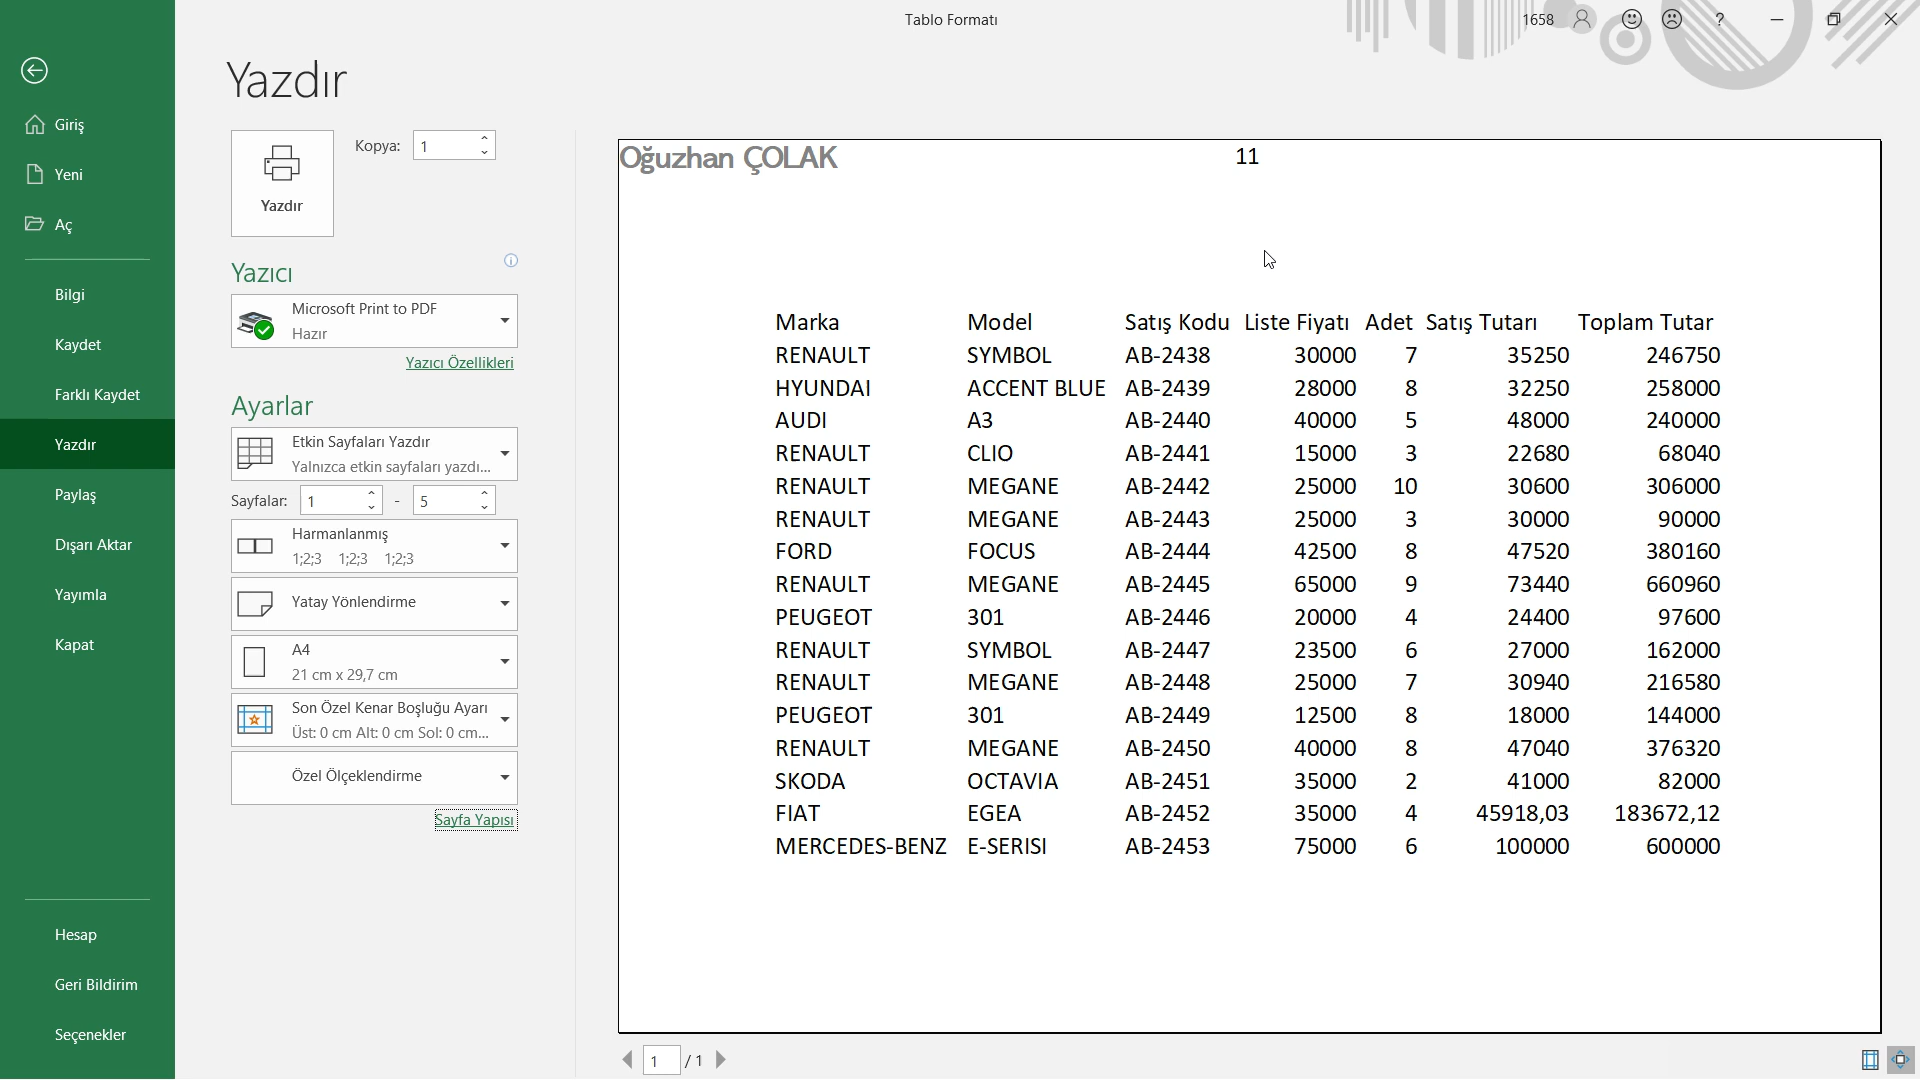 Tablo Formatı
1658
?
Yazdır
Giriş
Yeni
Aç
Bilgi
Kaydet
Farklı Kaydet
Yazdır
Paylaş
Dışarı Aktar
Yayımla
Kapat
Hesap
Geri Bildirim
Seçenekler
Yazdır
Kopya: 1
Yazıcı
Microsoft Print to PDF
Hazır
Yazıcı Özellikleri
Ayarlar
Etkin Sayfaları Yazdır
Yalnızca etkin sayfaları yazdı...
Sayfalar: 1 - 5
Harmanlanmış
1;2;3 1;2;3 1;2;3
Yatay Yönlendirme
A4
21 cm x 29,7 cm
Son Özel Kenar Boşluğu Ayarı
Üst: 0 cm Alt: 0 cm Sol: 0 cm...
Özel Ölçeklendirme
Sayfa Yapısı
Oğuzhan ÇOLAK 11
Marka Model Satış Kodu Liste Fiyatı Adet Satış Tutarı Toplam Tutar
RENAULT SYMBOL AB-2438 30000 7 35250 246750
HYUNDAI ACCENT BLUE AB-2439 28000 8 32250 258000
AUDI A3 AB-2440 40000 5 48000 240000
RENAULT CLIO AB-2441 15000 3 22680 68040
RENAULT MEGANE AB-2442 25000 10 30600 306000
RENAULT MEGANE AB-2443 25000 3 30000 90000
FORD FOCUS AB-2444 42500 8 47520 380160
RENAULT MEGANE AB-2445 65000 9 73440 660960
PEUGEOT 301 AB-2446 20000 4 24400 97600
RENAULT SYMBOL AB-2447 23500 6 27000 162000
RENAULT MEGANE AB-2448 25000 7 30940 216580
PEUGEOT 301 AB-2449 12500 8 18000 144000
RENAULT MEGANE AB-2450 40000 8 47040 376320
SKODA OCTAVIA AB-2451 35000 2 41000 82000
FIAT EGEA AB-2452 35000 4 45918,03 183672,12
MERCEDES-BENZ E-SERISI AB-2453 75000 6 100000 600000
1 / 1